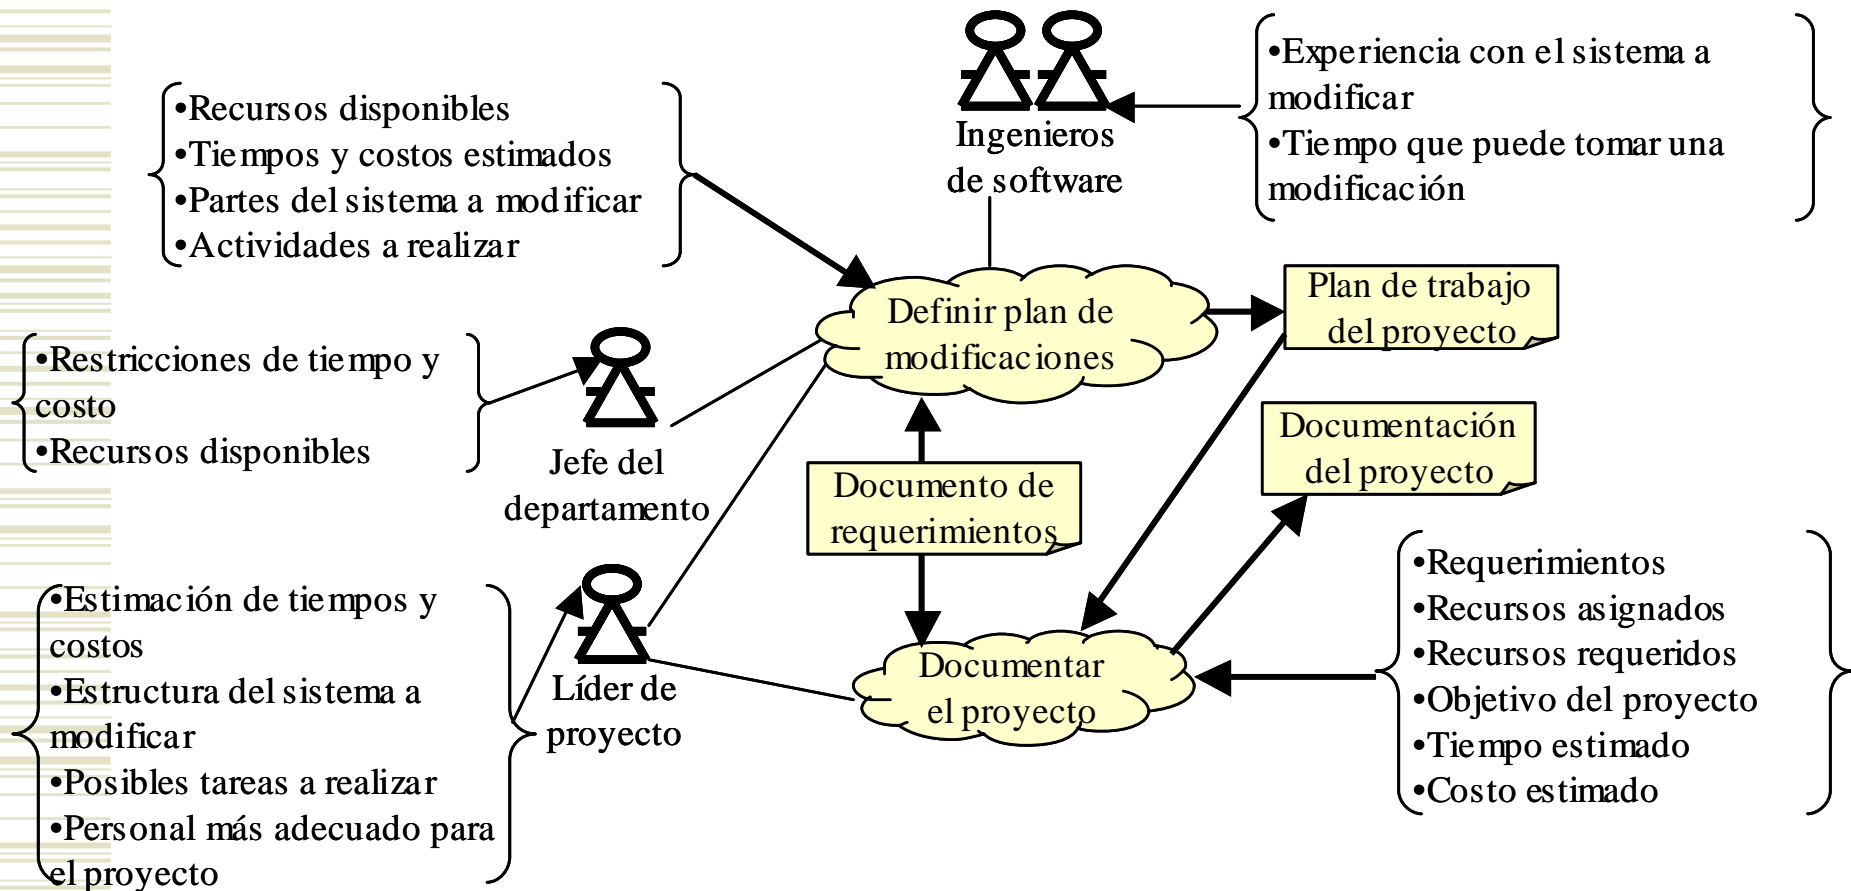 •Recursos disponibles
•Tiempos y costos estimados
•Partes del sistema a modificar
•Actividades a realizar
Ingenieros
de software
•Experiencia con el sistema a
modificar
•Tiempo que puede tomar una
modificación
Definir plan de
modificaciones
Plan de trabajo
del proyecto
•Restricciones de tiempo y
costo
•Recursos disponibles
Jefe del
departamento
Documento de
requerimientos
Documentación
del proyecto
•Estimación de tiempos y
costos
•Estructura del sistema a
modificar
•Posibles tareas a realizar
•Personal más adecuado para
el proyecto
Líder de
proyecto
Documentar
el proyecto
•Requerimientos
•Recursos asignados
•Recursos requeridos
•Objetivo del proyecto
•Tiempo estimado
•Costo estimado